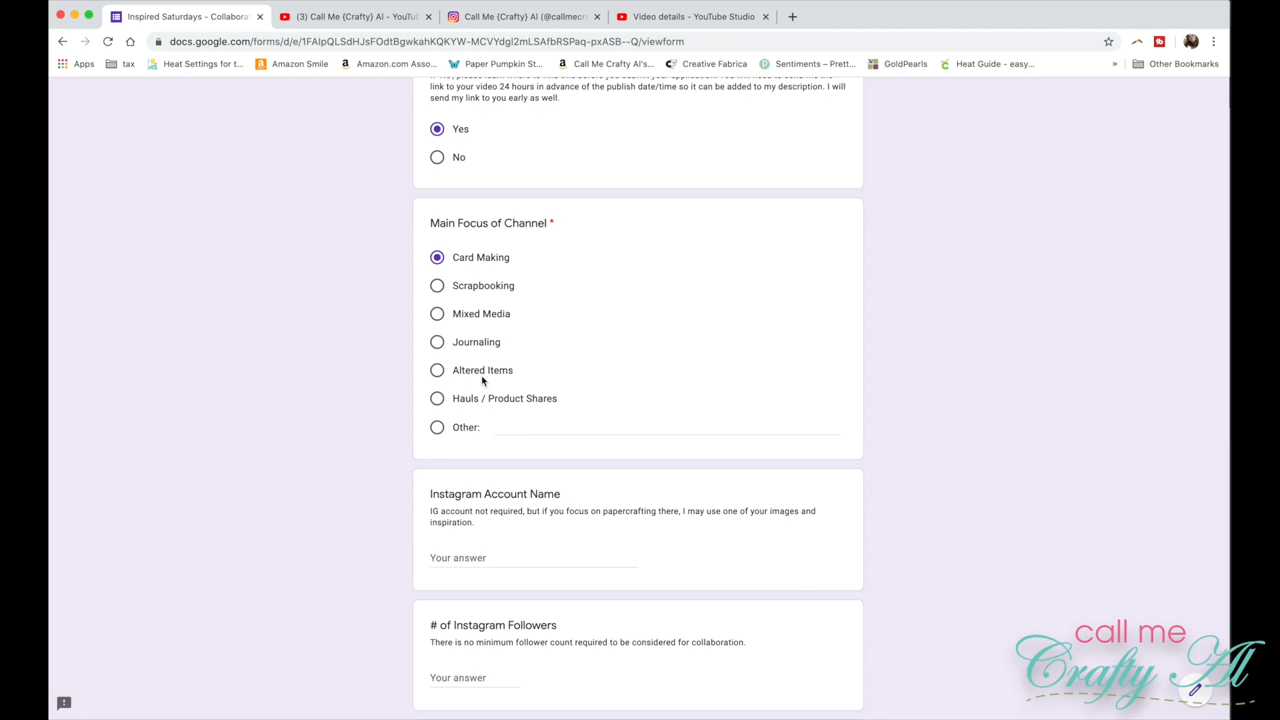 Inspired Saturdays - Collabora
(3) Call Me {Crafty} Al - YouTu
Call Me {Crafty} Al (@callmecr
Video details - YouTube Studio
docs.google.com/forms/d/e/1FAIpQLSdHJsFOdtBgwkahKQKYW-MCVYdgl2mLSAfbRSPaq-pxASB--Q/viewform
Apps
tax
Heat Settings for t...
Amazon Smile
Amazon.com Asso...
Paper Pumpkin St...
Call Me Crafty Al's...
Creative Fabrica
Sentiments – Prett...
GoldPearls
Heat Guide - easy...
»
Other Bookmarks
link to your video 24 hours in advance of the publish date/time so it can be added to my description. I will
send my link to you early as well.
Yes
No
Main Focus of Channel *
Card Making
Scrapbooking
Mixed Media
Journaling
Altered Items
Hauls / Product Shares
Other:
Instagram Account Name
IG account not required, but if you focus on papercrafting there, I may use one of your images and
inspiration.
Your answer
# of Instagram Followers
There is no minimum follower count required to be considered for collaboration.
Your answer
call me
Crafty Al